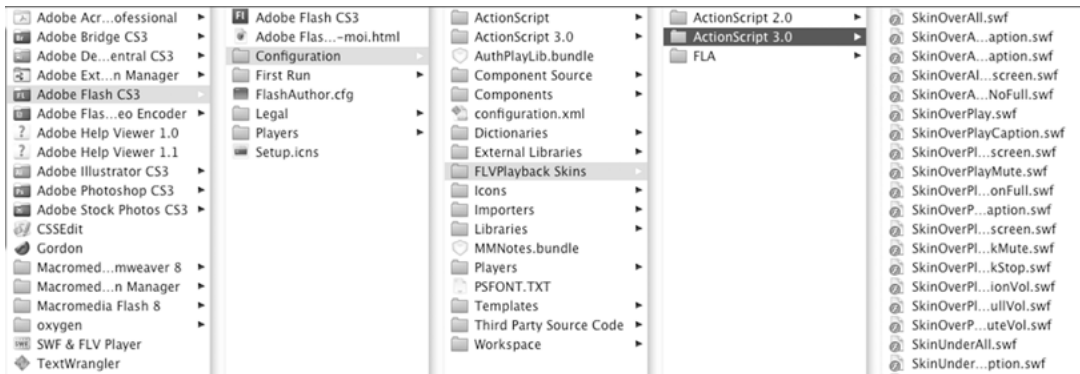 Adobe Acr...ofessional
Adobe Bridge CS3
Adobe De...entral CS3
Adobe Ext...n Manager
Adobe Flash CS3
Adobe Flas...eo Encoder
Adobe Help Viewer 1.0
Adobe Help Viewer 1.1
Adobe Illustrator CS3
Adobe Photoshop CS3
Adobe Stock Photos CS3
CSSEdit
Gordon
Macromed...mweaver 8
Macromed...n Manager
Macromedia Flash 8
oxygen
SWF & FLV Player
TextWrangler
Adobe Flash CS3
Adobe Flas...-moi.html
Configuration
First Run
FlashAuthor.cfg
Legal
Players
Setup.icns
ActionScript
ActionScript 3.0
AuthPlayLib.bundle
Component Source
Components
configuration.xml
Dictionaries
External Libraries
FLVPlayback Skins
Icons
Importers
Libraries
MMNotes.bundle
Players
PSFONT.TXT
Templates
Third Party Source Code
Workspace
ActionScript 2.0
ActionScript 3.0
FLA
SkinOverAll.swf
SkinOverA...aption.swf
SkinOverA...aption.swf
SkinOverAl...screen.swf
SkinOverA...NoFull.swf
SkinOverPlay.swf
SkinOverPlayCaption.swf
SkinOverPl...screen.swf
SkinOverPlayMute.swf
SkinOverPl...onFull.swf
SkinOverP...aption.swf
SkinOverPl...screen.swf
SkinOverPl...kMute.swf
SkinOverPl...kStop.swf
SkinOverPl...ionVol.swf
SkinOverPl...ullVol.swf
SkinOverP...uteVol.swf
SkinUnderAll.swf
SkinUnder...ption.swf